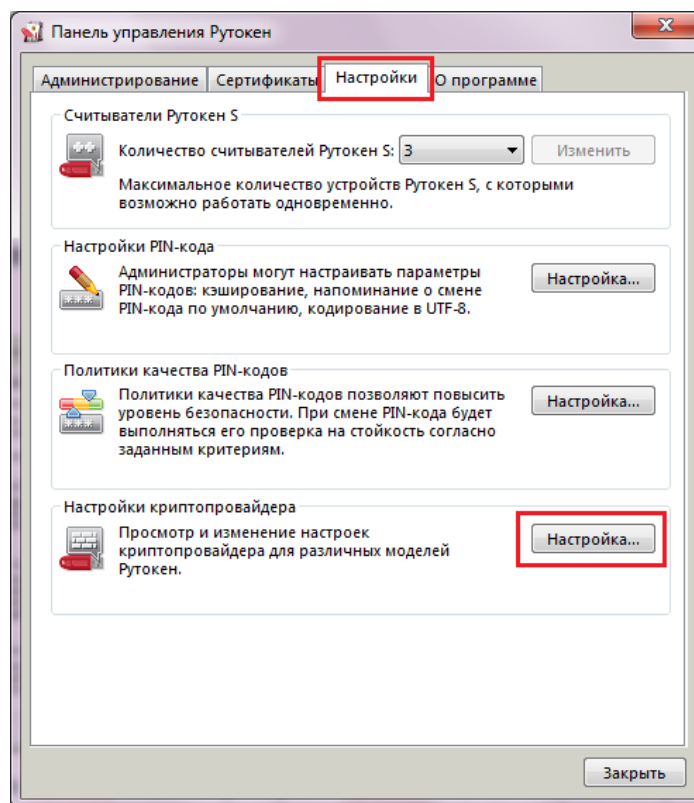 Панель управления Рутокен
Администрирование Сертификаты Настройки О программе
Считыватели Рутокен S
Количество считывателей Рутокен S: 3 Изменить
Максимальное количество устройств Рутокен S, с которыми
возможно работать одновременно.
Настройки PIN-кода
Администраторы могут настраивать параметры
PIN-кодов: кэширование, напоминание о смене
PIN-кода по умолчанию, кодирование в UTF-8.
Настройка...
Политики качества PIN-кодов
Политики качества PIN-кодов позволяют повысить
уровень безопасности. При смене PIN-кода будет
выполняться его проверка на стойкость согласно
заданным критериям.
Настройка...
Настройки криптопровайдера
Просмотр и изменение настроек
криптопровайдера для различных моделей
Рутокен.
Настройка...
Закрыть